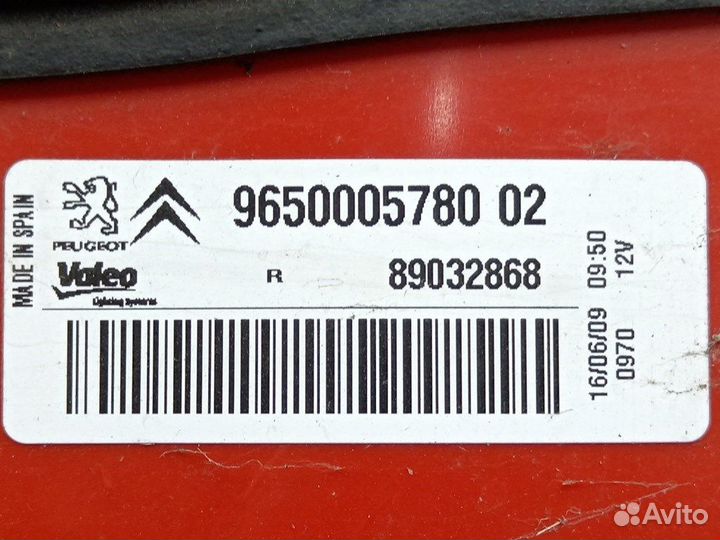 MADE IN SPAIN
PEUGEOT
9650005780 02
Valeo
Lighting Systems
R
89032868
16/06/09 09:50
0970 12V
Avito